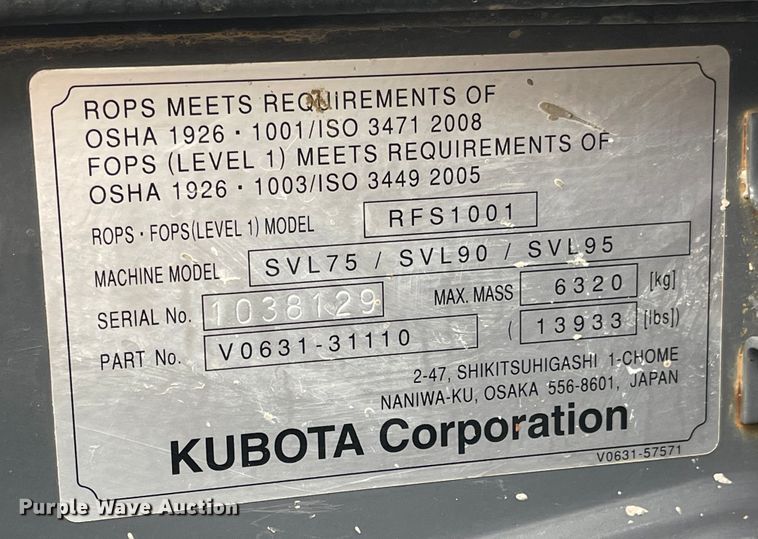 ROPS MEETS REQUIREMENTS OF
OSHA 1926・1001/ISO 3471 2008
FOPS (LEVEL 1) MEETS REQUIREMENTS OF
OSHA 1926・1003/ISO 3449 2005
ROPS・FOPS(LEVEL 1) MODEL RFS1001
MACHINE MODEL SVL75 / SVL90 / SVL95
SERIAL No. 1038129 MAX. MASS 6320 [kg]
PART No. V0631-31110 ( 13933 [lbs])
2-47, SHIKITSUHIGASHI 1-CHOME
NANIWA-KU, OSAKA 556-8601, JAPAN
KUBOTA Corporation
V0631-57571
Purple Wave Auction